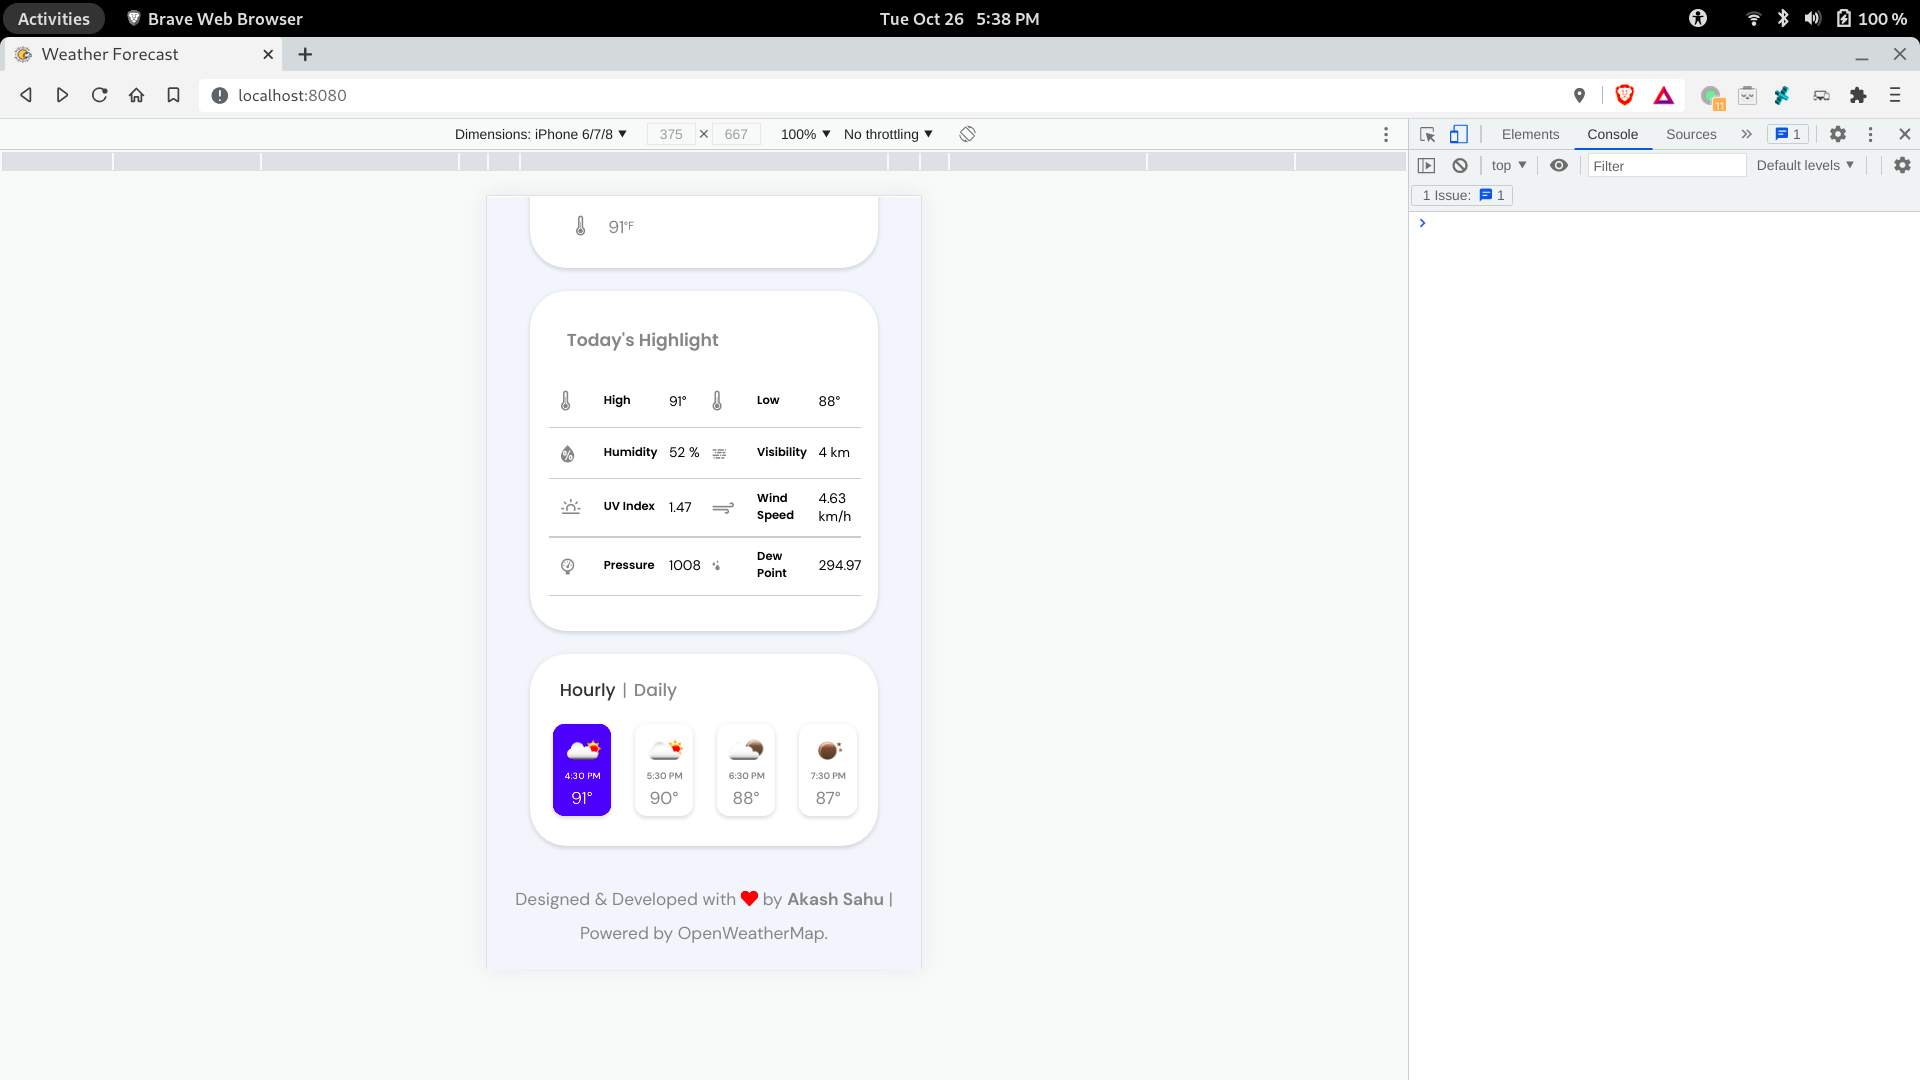 Activities Brave Web Browser Tue Oct 26 5:38 PM 100 %
Weather Forecast
localhost:8080 11
Dimensions: iPhone 6/7/8 375 × 667 100% No throttling
Elements Console Sources 1
top Filter Default levels
1 Issue: 1
91°F
Today's Highlight
High 91° Low 88°
Humidity 52 % Visibility 4 km
UV Index 1.47 Wind Speed 4.63 km/h
Pressure 1008 Dew Point 294.97
Hourly | Daily
4:30 PM 5:30 PM 6:30 PM 7:30 PM
91° 90° 88° 87°
Designed & Developed with ❤ by Akash Sahu |
Powered by OpenWeatherMap.